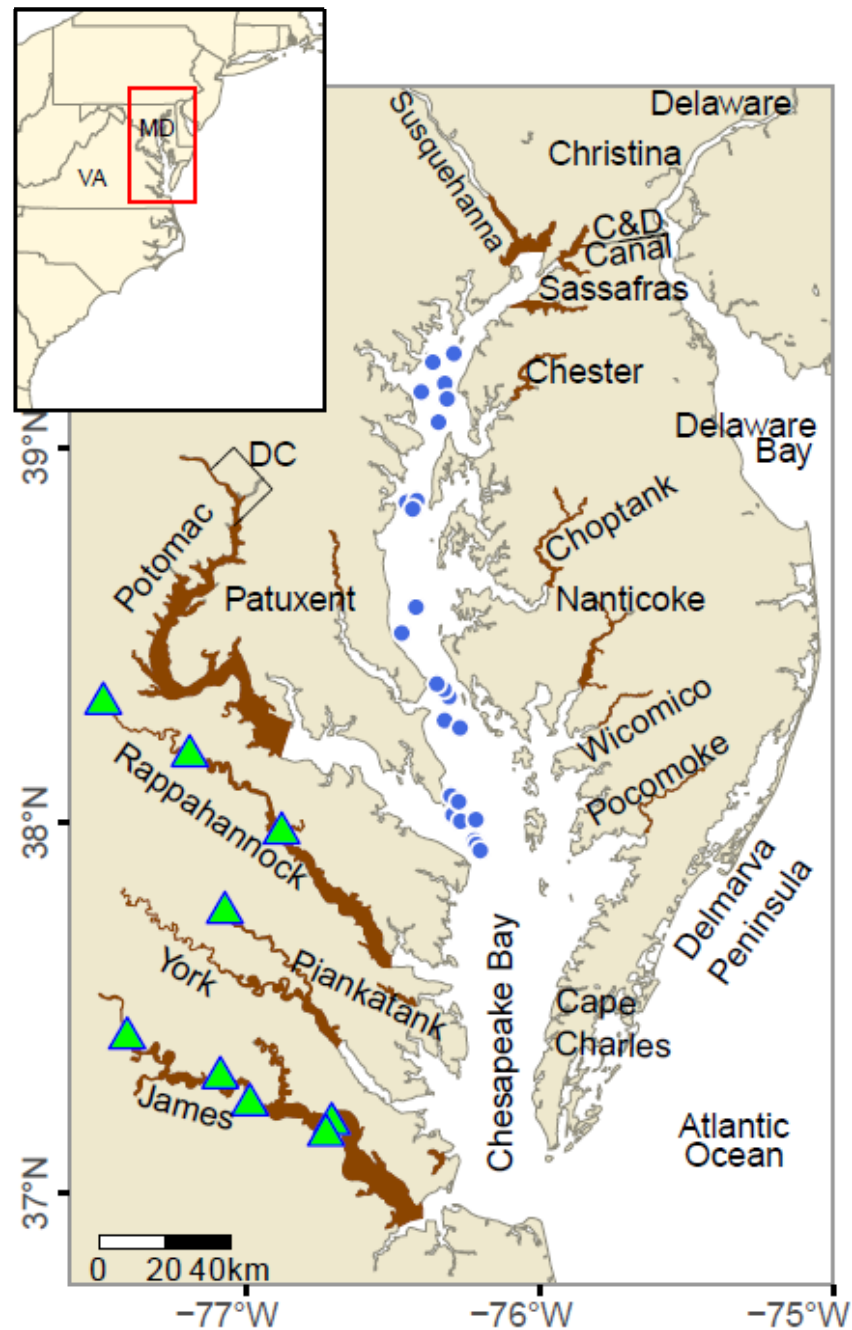 MD
VA
Susquehanna
Delaware
Christina
C&D
Canal
Sassafras
Chester
39°N
DC
Delaware
Bay
Potomac
Patuxent
Choptank
Nanticoke
Wicomico
Rappahannock
Pocomoke
38°N
Delmarva
Peninsula
York
Piankatank
Chesapeake Bay
Cape
Charles
James
Atlantic
Ocean
37°N
0 20 40km
−77°W −76°W −75°W